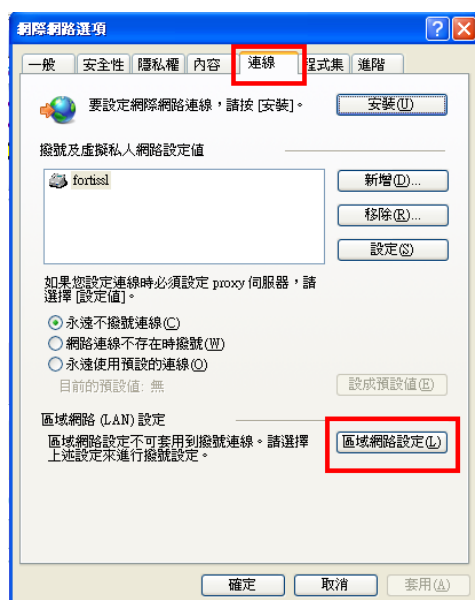 網際網路選項
一般 安全性 隱私權 內容 連線 程式集 進階
要設定網際網路連線，請按 [安裝]。
安裝(U)
撥號及虛擬私人網路設定值
fortissl
新增(D)...
移除(R)...
設定(S)
如果您設定連線時必須設定 proxy 伺服器，請
選擇 [設定值]。
永遠不撥號連線(C)
網路連線不存在時撥號(W)
永遠使用預設的連線(O)
目前的預設值: 無
設成預設值(E)
區域網路 (LAN) 設定
區域網路設定不可套用到撥號連線。請選擇
上述設定來進行撥號設定。
區域網路設定(L)
確定 取消 套用(A)